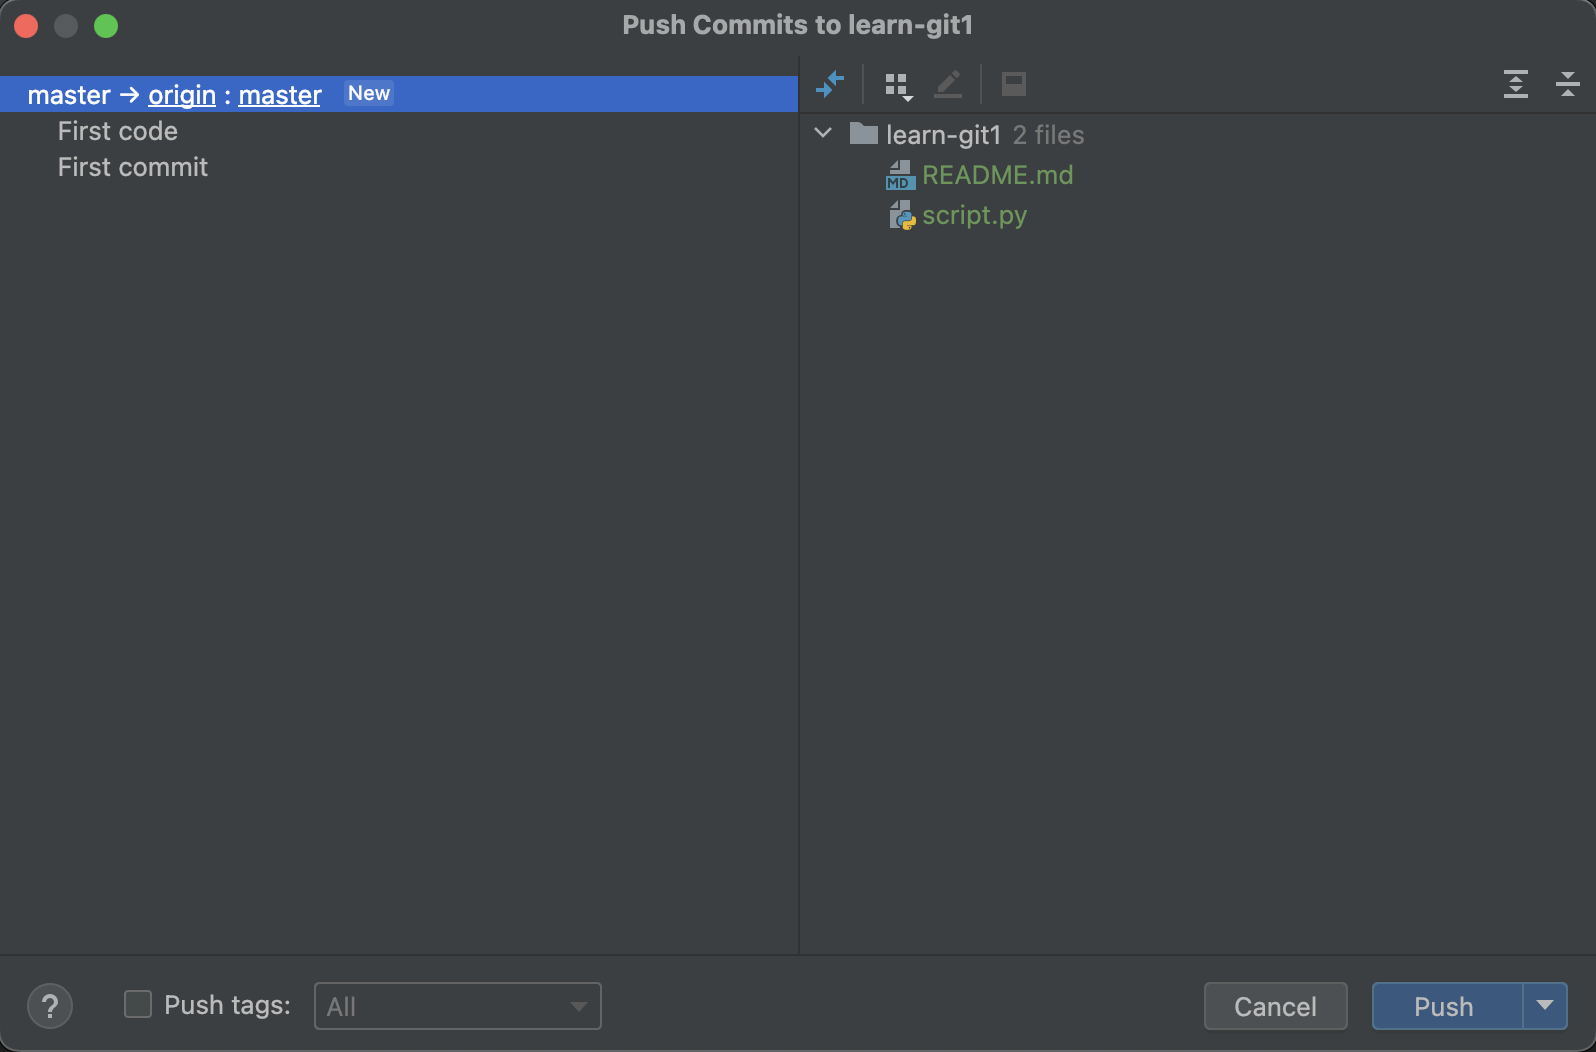 Push Commits to learn-git1
master → origin : master New
First code
First commit
learn-git1 2 files
MD README.md
script.py
? Push tags: All Cancel Push